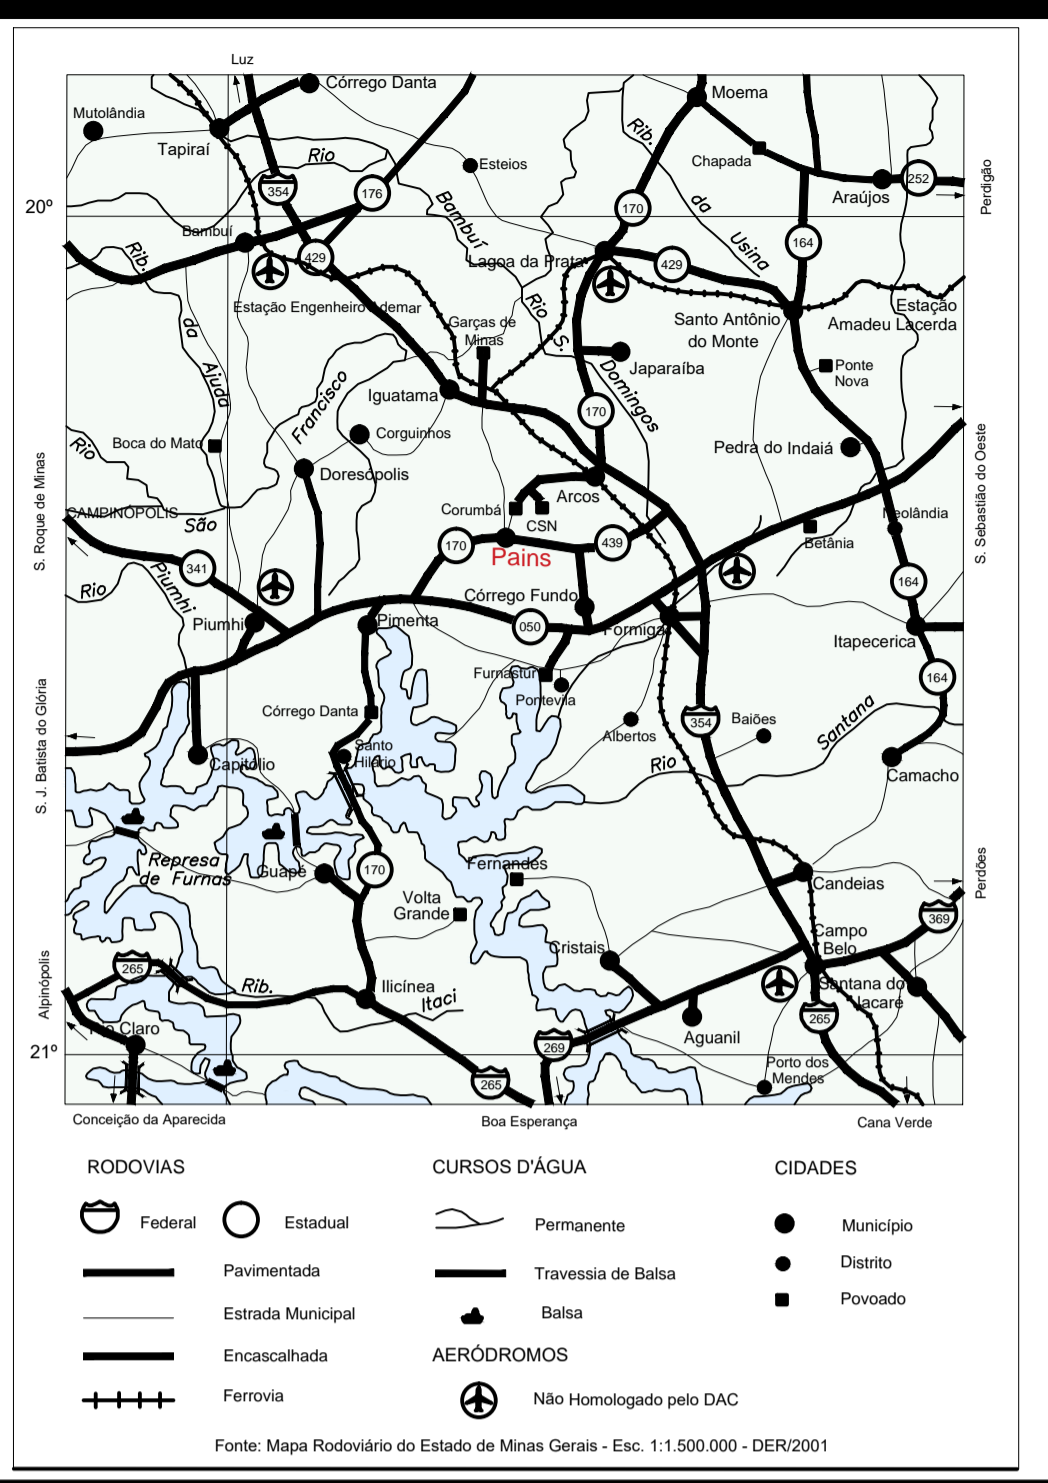 Luz
Córrego Danta
Mutolândia
Moema
Tapiraí
Rio
Rib.
Chapada
Esteios
354
176
252
Perdigão
Araújos
170
da
20º
Bambuí
Bambuí
Usina
164
Rib.
429
Lagoa da Prata
429
Estação Engenheiro Ademar
Rio
Estação
Amadeu Lacerda
Santo Antônio
do Monte
Garças de
Minas
S.
da
Ajuda
Japaraíba
Domingos
Ponte
Nova
Iguatama
Francisco
170
Corguinhos
Rio
Boca do Mato
Pedra do Indaiá
Doresópolis
S. Roque de Minas
S. Sebastião do Oeste
Arcos
CAMPINÓPOLIS
São
Corumbá
CSN
Neolândia
Betânia
170
439
Pains
341
Rio
Piumhi
164
Córrego Fundo
Piumhi
Pimenta
050
Formiga
Itapecerica
Furnastur
Pontevila
164
S. J. Batista do Glória
Córrego Danta
354
Baiões
Santana
Albertos
Santo
Hilário
Capitólio
Rio
Camacho
Represa
de Furnas
Guapé
170
Fernandes
Candeias
Perdões
Volta
Grande
369
Campo
Belo
Cristais
Alpinópolis
265
Rib.
Ilicínea
Itaci
Santana do
Jacaré
265
Rio Claro
Aguanil
269
21º
265
Porto dos
Mendes
Conceição da Aparecida
Boa Esperança
Cana Verde
RODOVIAS
CURSOS D'ÁGUA
CIDADES
Federal
Estadual
Permanente
Município
Pavimentada
Travessia de Balsa
Distrito
Estrada Municipal
Balsa
Povoado
Encascalhada
AERÓDROMOS
Ferrovia
Não Homologado pelo DAC
Fonte: Mapa Rodoviário do Estado de Minas Gerais - Esc. 1:1.500.000 - DER/2001